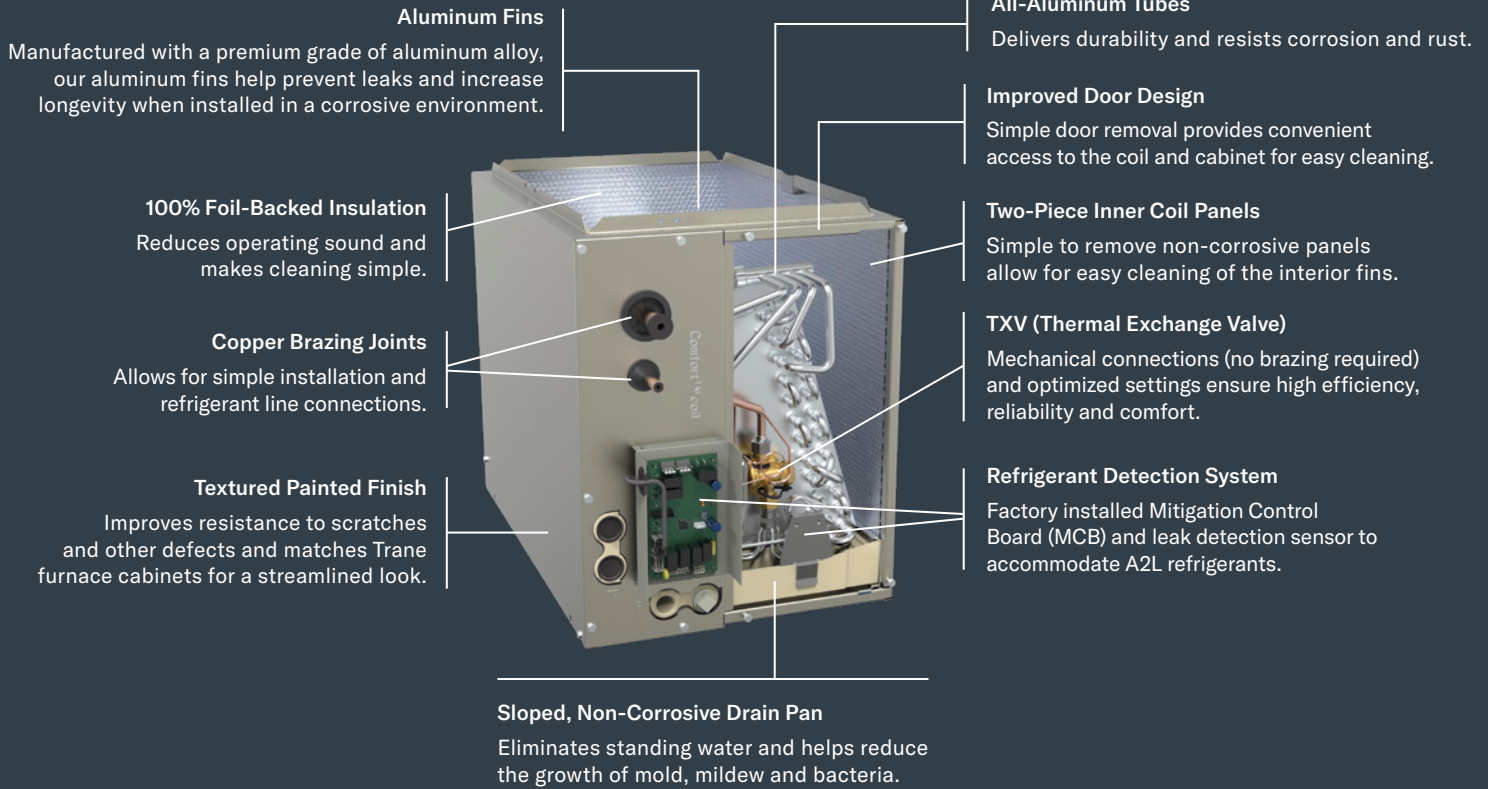 Aluminum Fins
Manufactured with a premium grade of aluminum alloy,
our aluminum fins help prevent leaks and increase
longevity when installed in a corrosive environment.
100% Foil-Backed Insulation
Reduces operating sound and
makes cleaning simple.
Copper Brazing Joints
Allows for simple installation and
refrigerant line connections.
Textured Painted Finish
Improves resistance to scratches
and other defects and matches Trane
furnace cabinets for a streamlined look.
Comfort™ coil
All-Aluminum Tubes
Delivers durability and resists corrosion and rust.
Improved Door Design
Simple door removal provides convenient
access to the coil and cabinet for easy cleaning.
Two-Piece Inner Coil Panels
Simple to remove non-corrosive panels
allow for easy cleaning of the interior fins.
TXV (Thermal Exchange Valve)
Mechanical connections (no brazing required)
and optimized settings ensure high efficiency,
reliability and comfort.
Refrigerant Detection System
Factory installed Mitigation Control
Board (MCB) and leak detection sensor to
accommodate A2L refrigerants.
Sloped, Non-Corrosive Drain Pan
Eliminates standing water and helps reduce
the growth of mold, mildew and bacteria.